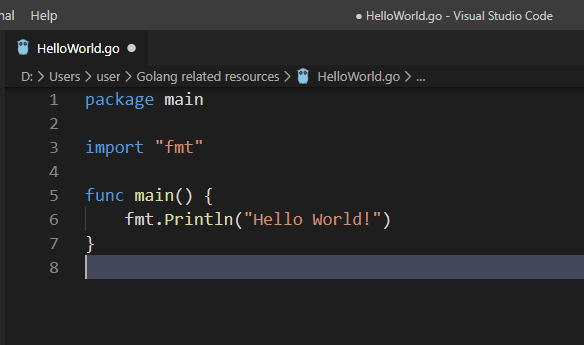 nal Help ● HelloWorld.go - Visual Studio Code
HelloWorld.go ●
D: > Users > user > Golang related resources > HelloWorld.go > ...
1 package main
2
3 import "fmt"
4
5 func main() {
6     fmt.Println("Hello World!")
7 }
8